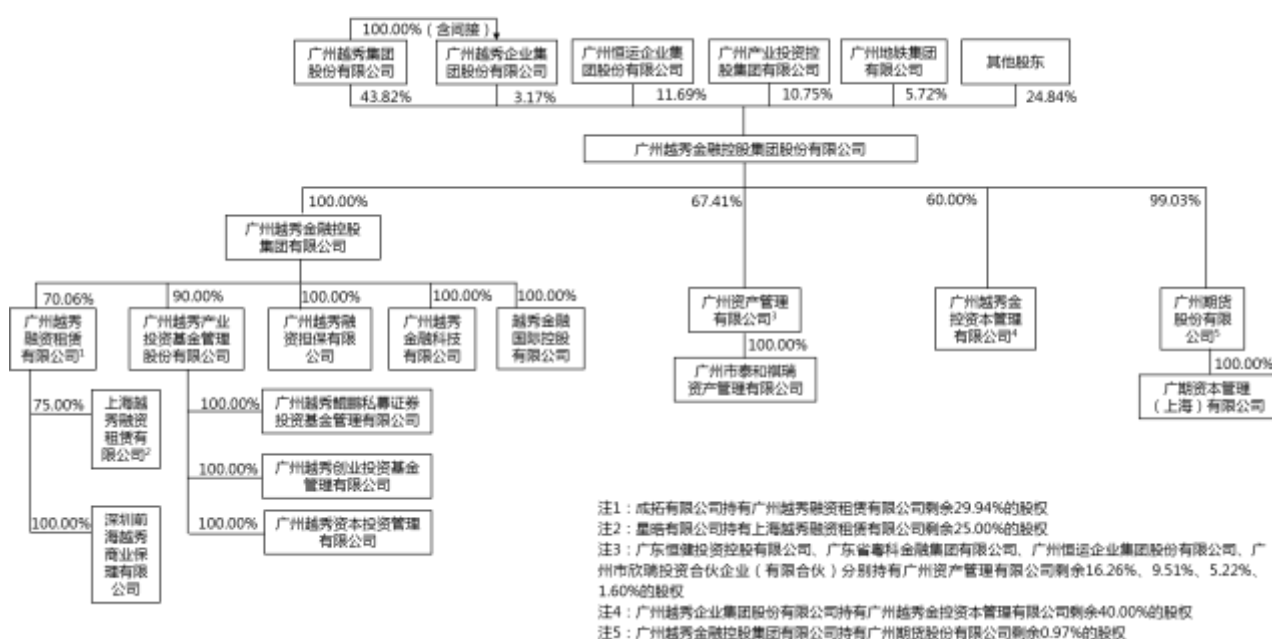 100.00%（含间接）
广州越秀集团
股份有限公司
广州越秀企业集
团股份有限公司
广州恒运企业集
团股份有限公司
广州产业投资控
股集团有限公司
广州地铁集团
有限公司
其他股东
43.82%
3.17%
11.69%
10.75%
5.72%
24.84%
广州越秀金融控股集团股份有限公司
100.00%
67.41%
60.00%
99.03%
广州越秀金融控股
集团有限公司
70.06%
90.00%
100.00%
100.00%
100.00%
广州越秀
融资租赁
有限公司1
广州越秀产业
投资基金管理
股份有限公司
广州越秀融
资担保有限
公司
广州越秀
金融科技
有限公司
越秀金融
国际控股
有限公司
广州资产管理
有限公司3
广州越秀金
控资本管理
有限公司4
广州期货
股份有限
公司5
100.00%
100.00%
广州市泰和祺瑞
资产管理有限公司
广期资本管理
（上海）有限公司
75.00%
上海越
秀融资
租赁有
限公司2
100.00%
深圳前
海越秀
商业保
理有限
公司
100.00%
广州越秀鲲鹏私募证券
投资基金管理有限公司
100.00%
广州越秀创业投资基金
管理有限公司
100.00%
广州越秀资本投资管理
有限公司
注1：成拓有限公司持有广州越秀融资租赁有限公司剩余29.94%的股权
注2：星皓有限公司持有上海越秀融资租赁有限公司剩余25.00%的股权
注3：广东恒健投资控股有限公司、广东省粤科金融集团有限公司、广州恒运企业集团股份有限公司、广
州市欣瑞投资合伙企业（有限合伙）分别持有广州资产管理有限公司剩余16.26%、9.51%、5.22%、
1.60%的股权
注4：广州越秀企业集团股份有限公司持有广州越秀金控资本管理有限公司剩余40.00%的股权
注5：广州越秀金融控股集团有限公司持有广州期货股份有限公司剩余0.97%的股权